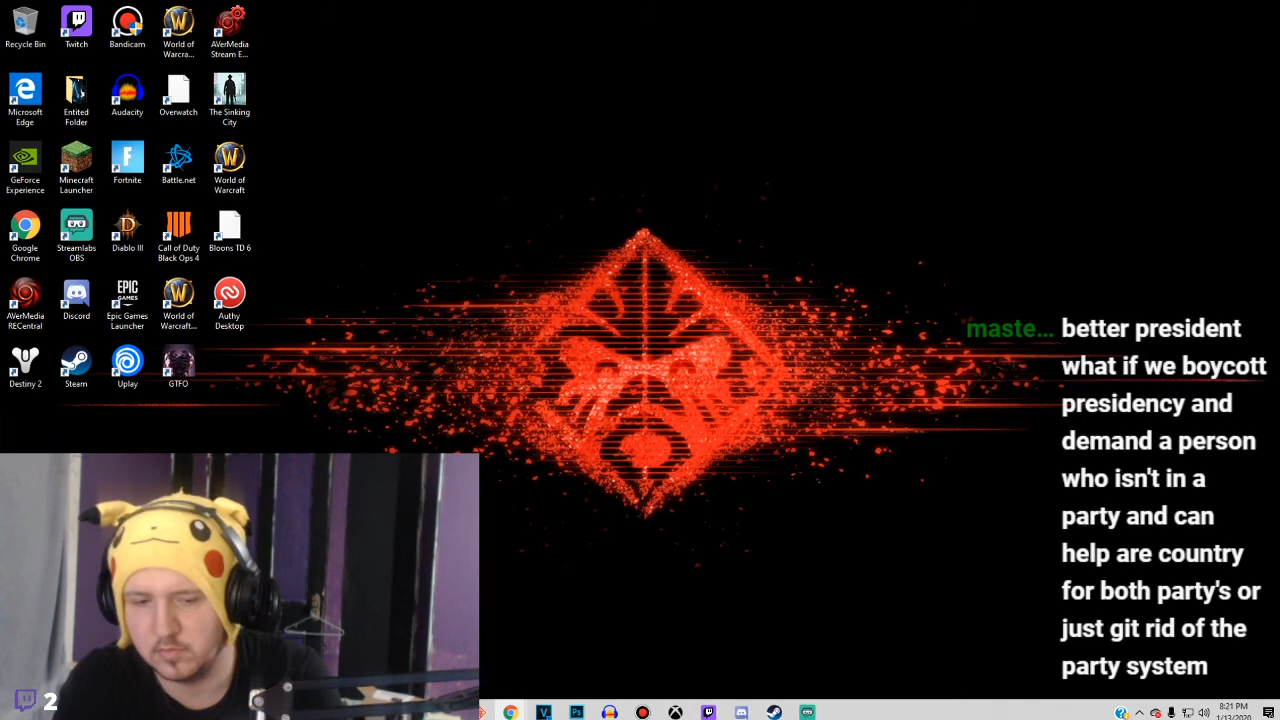 Recycle Bin
Twitch
Bandicam
World of
Warcra...
AVerMedia
Stream E...
Microsoft
Edge
Entited
Folder
Audacity
Overwatch
The Sinking
City
GeForce
Experience
Minecraft
Launcher
Fortnite
Battle.net
World of
Warcraft
Google
Chrome
Streamlabs
OBS
Diablo III
Call of Duty
Black Ops 4
Bloons TD 6
AVerMedia
RECentral
Discord
Epic Games
Launcher
World of
Warcraft...
Authy
Desktop
Destiny 2
Steam
Uplay
GTFO
maste... better president
what if we boycott
presidency and
demand a person
who isn't in a
party and can
help are country
for both party's or
just git rid of the
party system
2
8:21 PM
1/13/2020